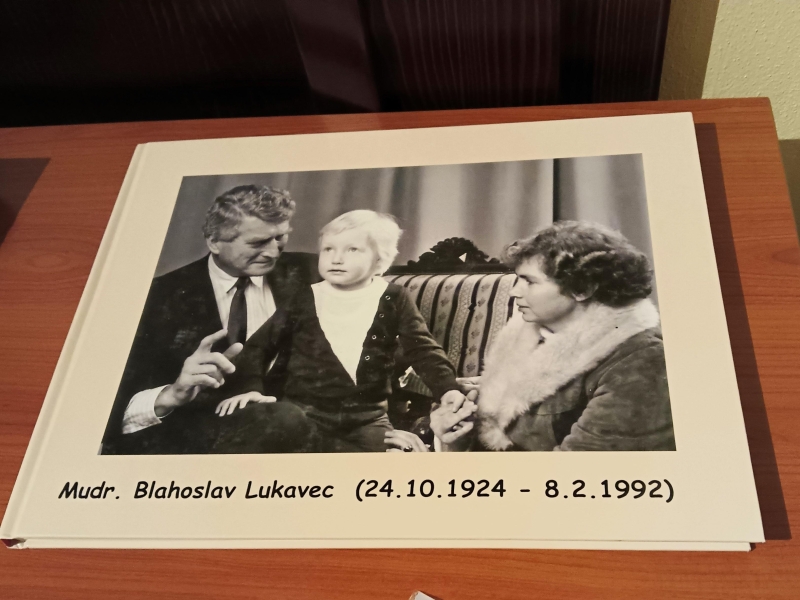 Mudr. Blahoslav Lukavec (24.10.1924 - 8.2.1992)